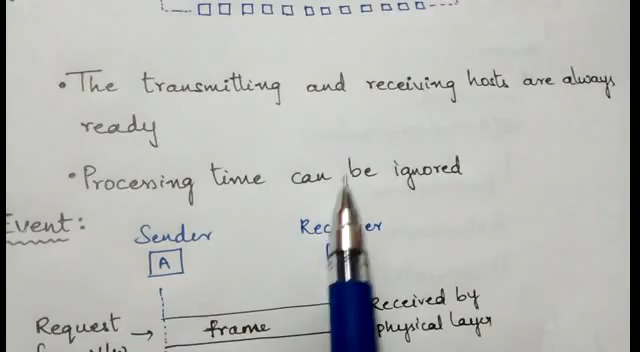 • The transmitting and receiving hosts are always
ready
• Processing time can be ignored
Event:
Sender
A
Received by
Request → frame physical layer